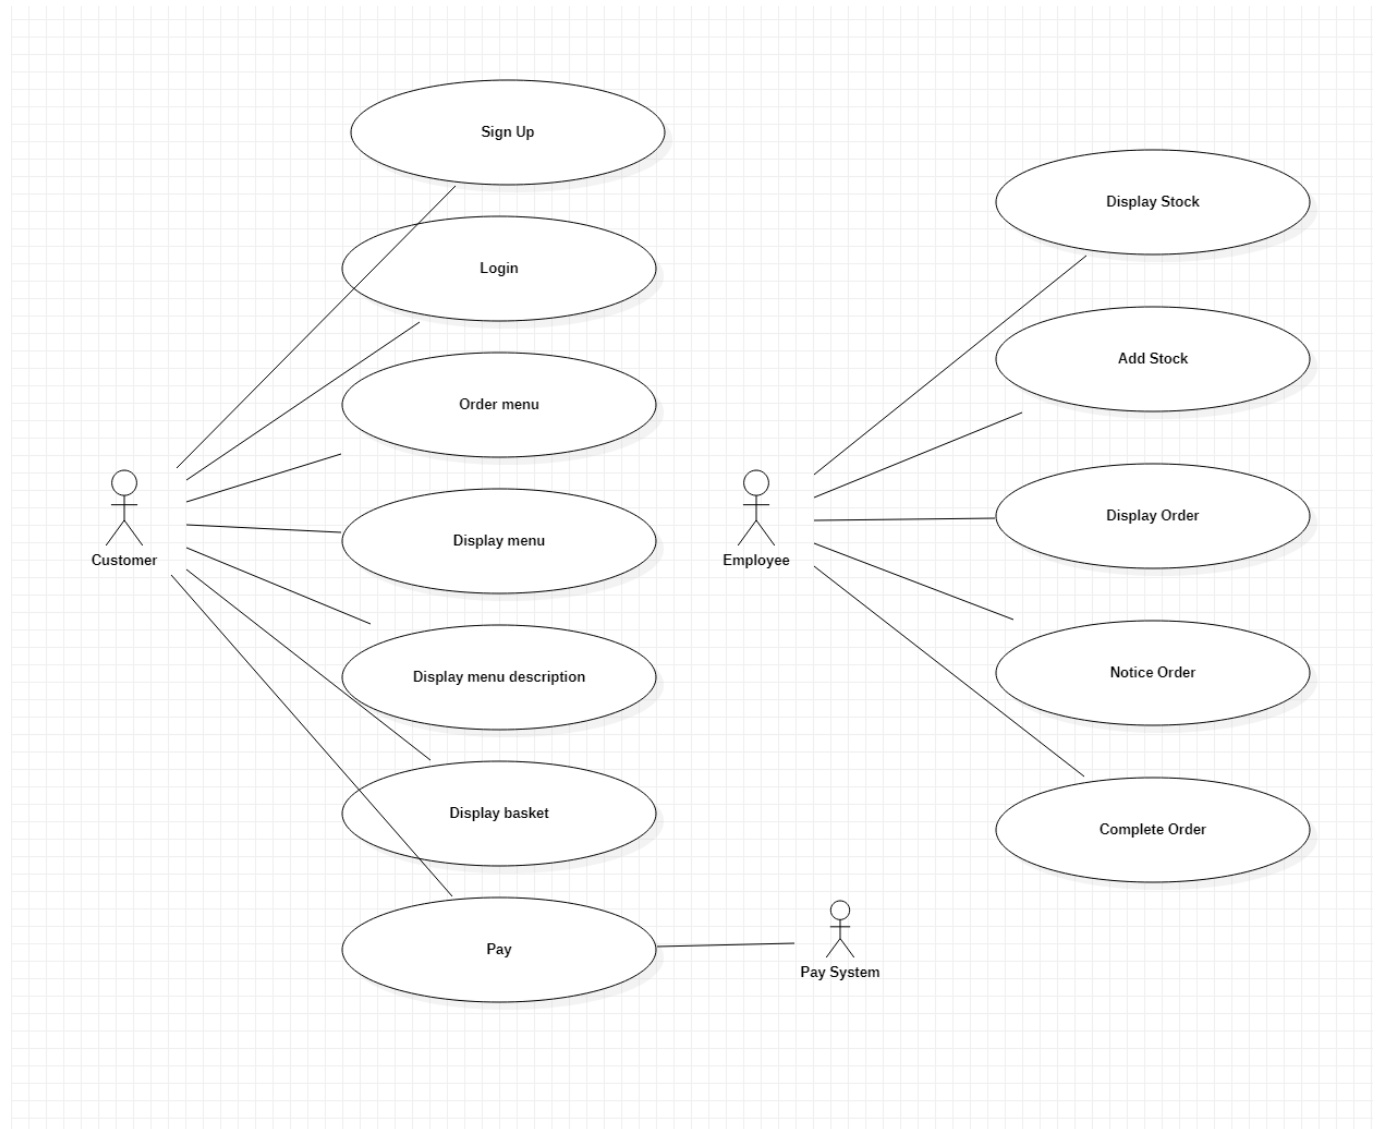 Sign Up
Login
Order menu
Display menu
Display menu description
Display basket
Pay
Customer
Display Stock
Add Stock
Display Order
Notice Order
Complete Order
Employee
Pay System